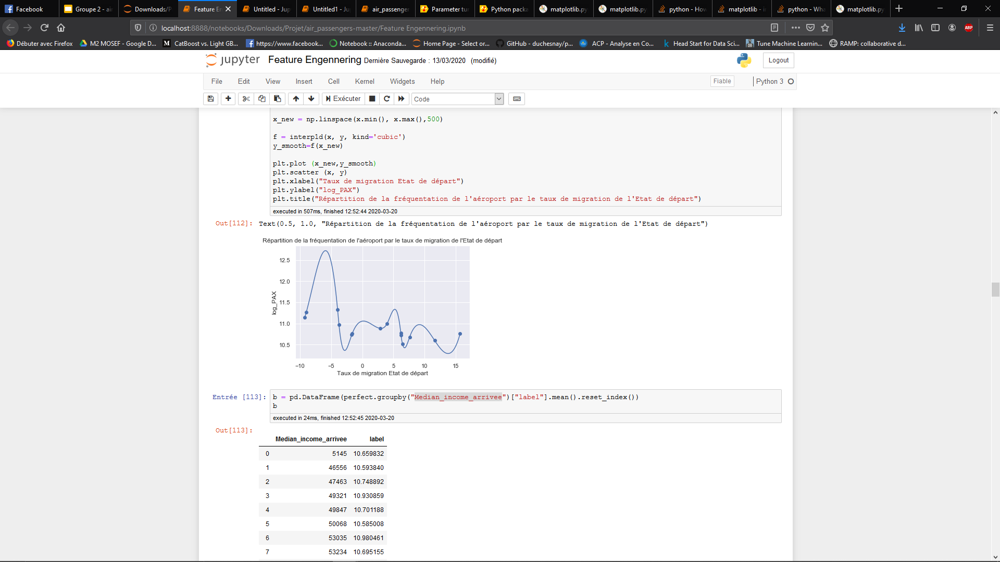 Facebook
Groupe 2 - air
Downloads/P
Feature En
Untitled - Jup
Untitled1 - Ju
air_passenger
Parameter tun
Python packa
matplotlib.py
matplotlib.py
python - How
matplotlib - i
python - Wha
matplotlib.py
localhost:8888/notebooks/Downloads/Projet/air_passengers-master/Feature Engennering.ipynb
ABP
Débuter avec Firefox
M2 MOSEF - Google D...
CatBoost vs. Light GB...
https://www.facebook...
Notebook :: Anaconda...
Home Page - Select or...
GitHub - duchesnay/p...
ACP - Analyse en Co...
Head Start for Data Sci...
Tune Machine Learnin...
RAMP: collaborative d...
jupyter Feature Engennering Dernière Sauvegarde : 13/03/2020 (modifié)
Logout
File Edit View Insert Cell Kernel Widgets Help
Fiable
Python 3
Exécuter
Code
x_new = np.linspace(x.min(), x.max(),500)
f = interp1d(x, y, kind='cubic')
y_smooth=f(x_new)
plt.plot (x_new,y_smooth)
plt.scatter (x, y)
plt.xlabel("Taux de migration Etat de départ")
plt.ylabel("log_PAX")
plt.title("Répartition de la fréquentation de l'aéroport par le taux de migration de l'Etat de départ")
executed in 507ms, finished 12:52:44 2020-03-20
Out[112]: Text(0.5, 1.0, "Répartition de la fréquentation de l'aéroport par le taux de migration de l'Etat de départ")
Répartition de la fréquentation de l'aéroport par le taux de migration de l'Etat de départ
12.5
12.0
11.5
11.0
10.5
log_PAX
−10 −5 0 5 10 15
Taux de migration Etat de départ
Entrée [113]: b = pd.DataFrame(perfect.groupby("Median_income_arrivee")["label"].mean().reset_index())
b
executed in 24ms, finished 12:52:45 2020-03-20
Out[113]:
Median_income_arrivee label
0 5145 10.659832
1 46556 10.593840
2 47463 10.748892
3 49321 10.930859
4 49847 10.701188
5 50068 10.585008
6 53035 10.980461
7 53234 10.695155